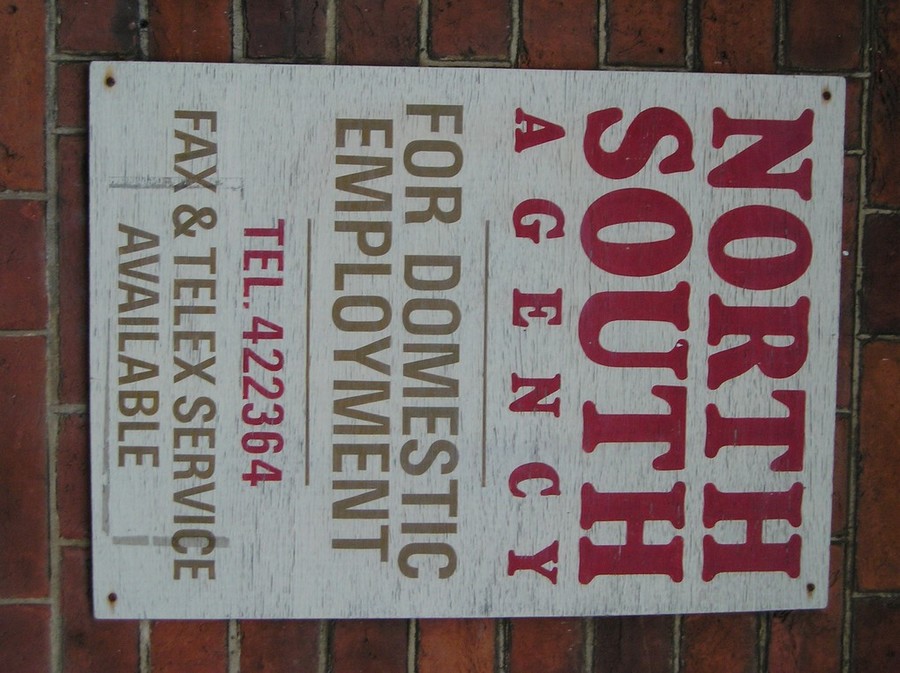 NORTH
SOUTH
AGENCY
FOR DOMESTIC
EMPLOYMENT
TEL. 422364
FAX & TELEX SERVICE
AVAILABLE